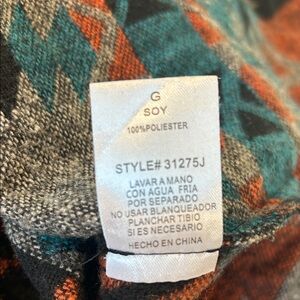 G
SOY
100%POLIESTER
STYLE# 31275J
LAVAR A MANO
CON AGUA FRIA
POR SEPARADO
NO USAR BLANQUEADOR
PLANCHAR TIBIO
SI ES NECESARIO
HECHO EN CHINA